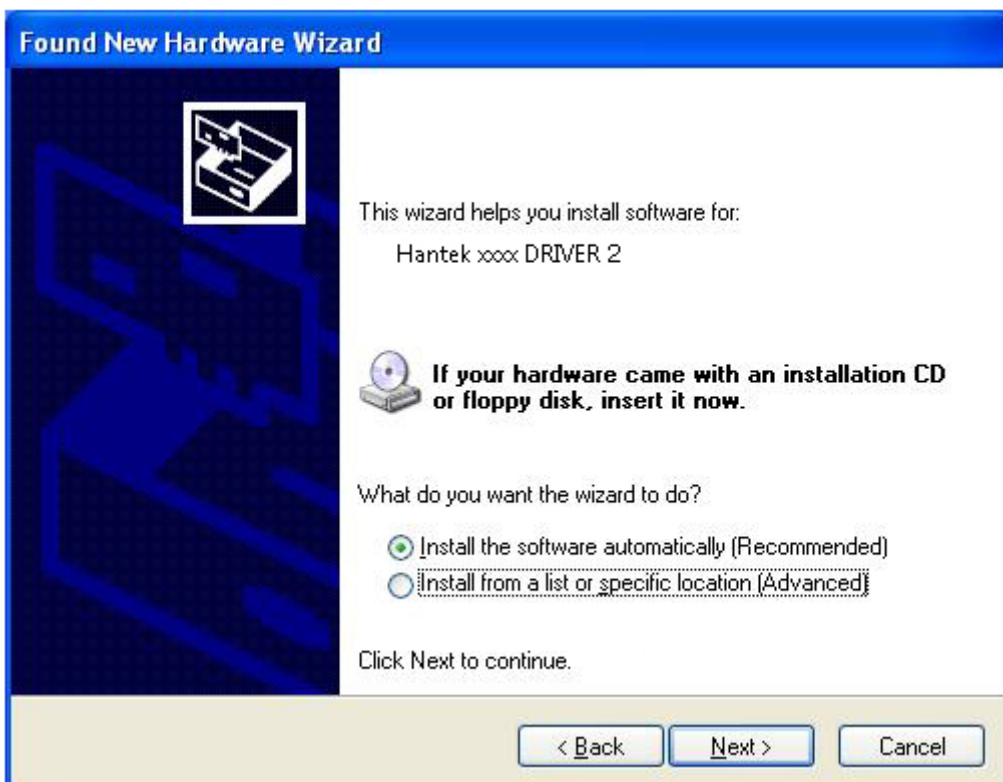 Found New Hardware Wizard
This wizard helps you install software for:
Hantek xxxx DRIVER 2
If your hardware came with an installation CD
or floppy disk, insert it now.
What do you want the wizard to do?
Install the software automatically (Recommended)
Install from a list or specific location (Advanced)
Click Next to continue.
< Back Next > Cancel